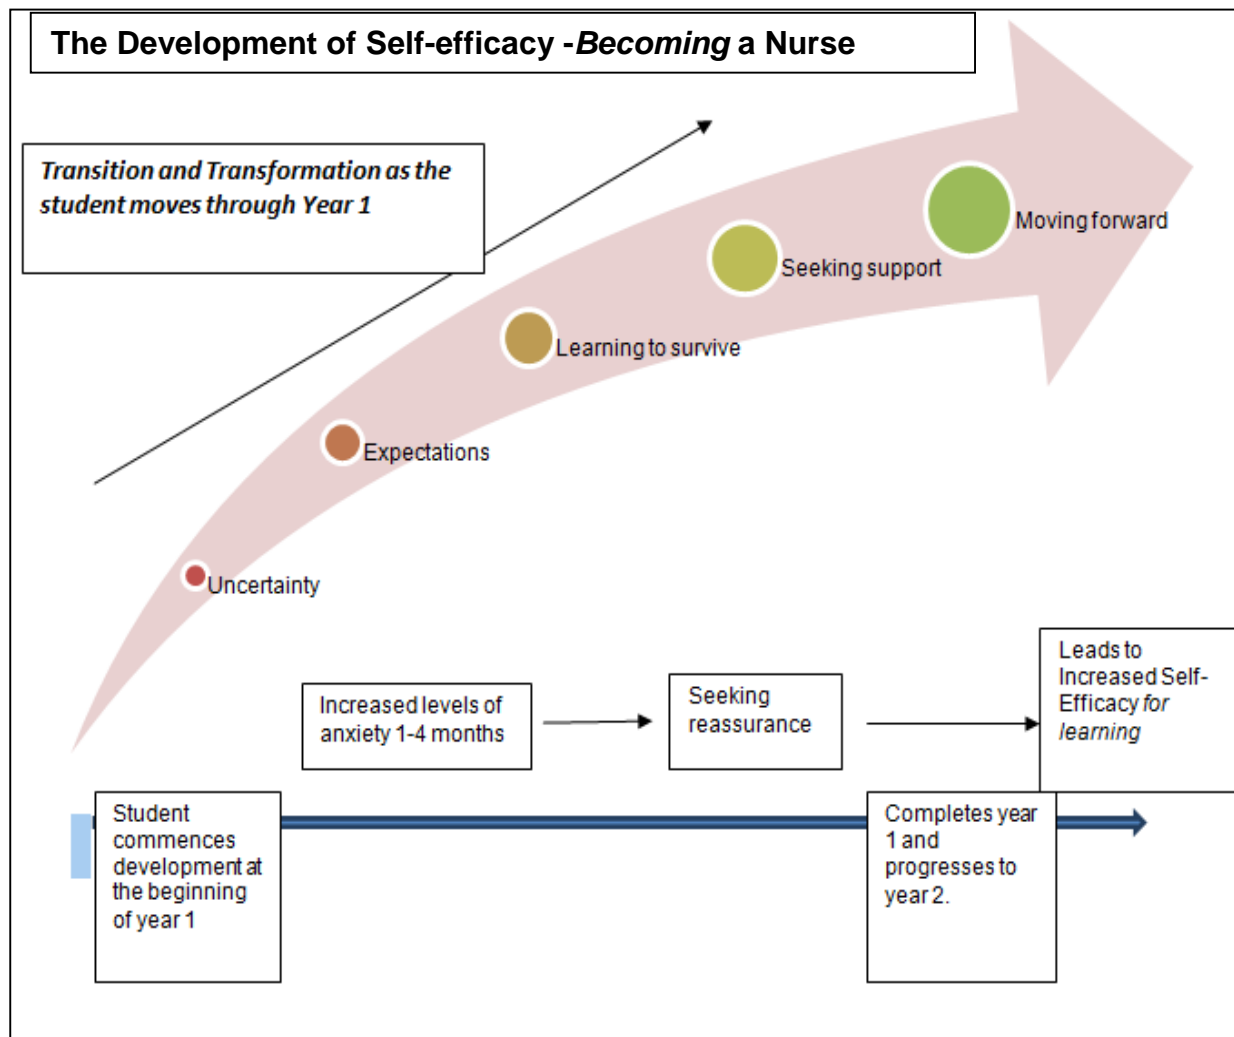 The Development of Self-efficacy -Becoming a Nurse
Transition and Transformation as the
student moves through Year 1
Moving forward
Seeking support
Learning to survive
Expectations
Uncertainty
Increased levels of
anxiety 1-4 months
Seeking
reassurance
Leads to
Increased Self-
Efficacy for
learning
Student
commences
development at
the beginning
of year 1
Completes year
1 and
progresses to
year 2.